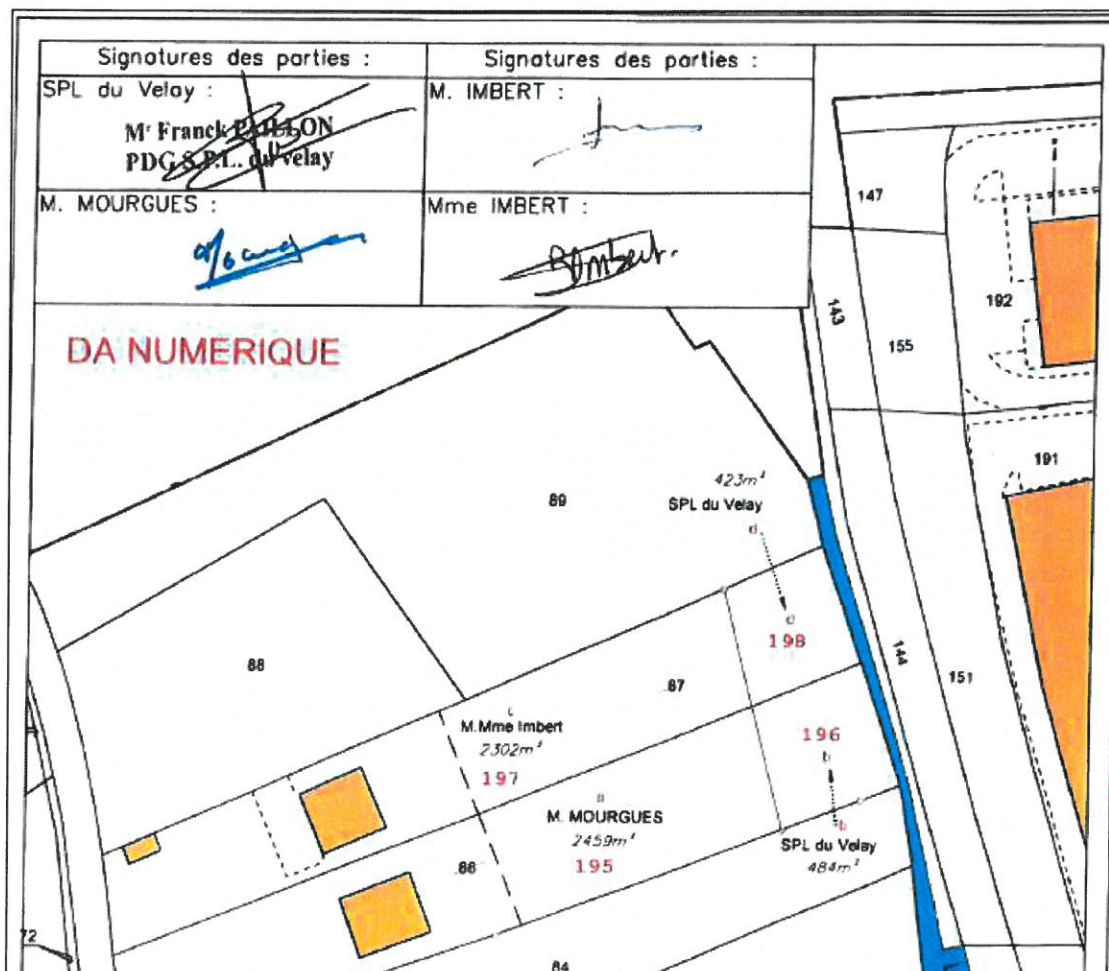 Signatures des parties :
Signatures des parties :
SPL du Velay :
Mr Franck PAILLON
PDG S.P.L. du velay
M. IMBERT :
M. MOURGUES :
Mme IMBERT :
DA NUMERIQUE
147
143
192
155
191
89
423m²
SPL du Velay
d
d
198
88
87
144
151
c
M.Mme Imbert
2302m²
197
196
b
a
M. MOURGUES
2459m²
195
b
SPL du Velay
484m²
86
72
84